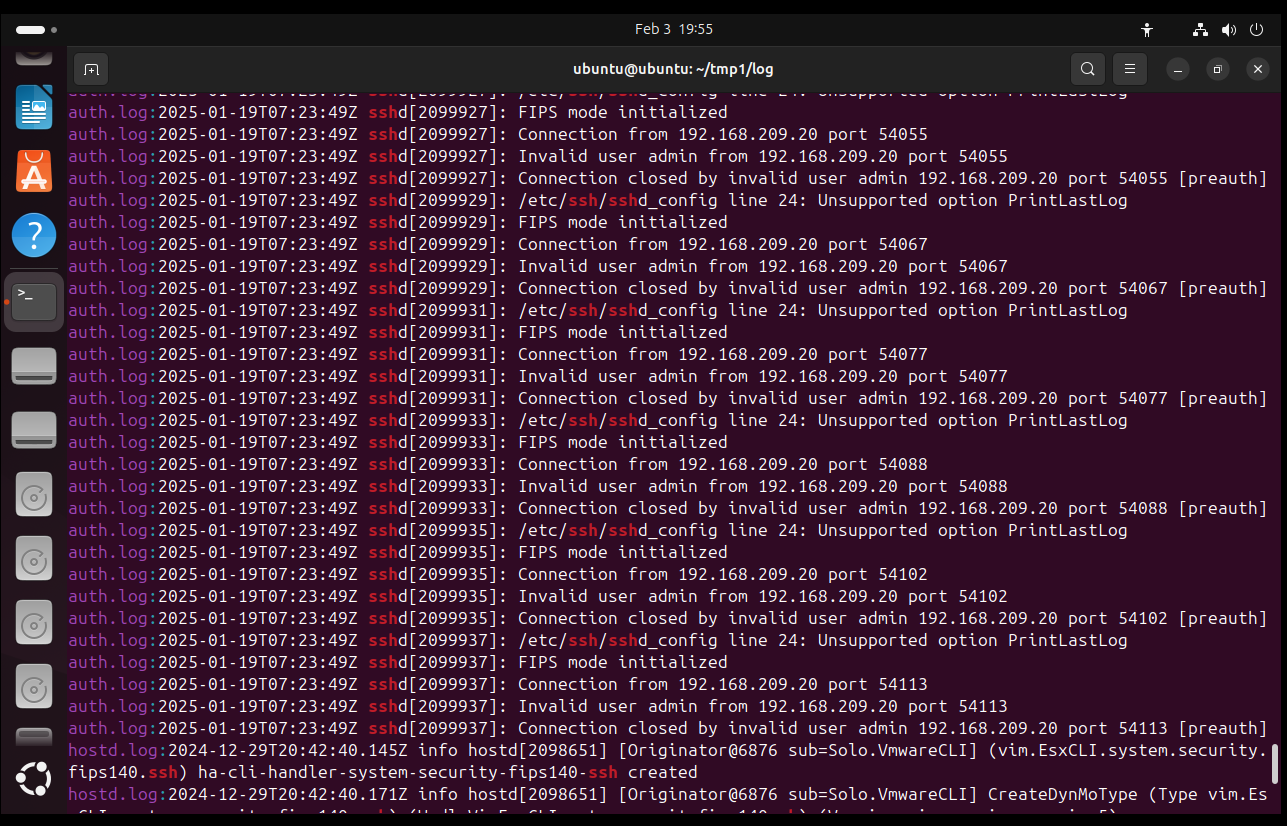 Feb 3 19:55
ubuntu@ubuntu: ~/tmp1/log
auth.log:2025-01-19T07:23:49Z sshd[2099927]: /etc/ssh/sshd_config line 24: Unsupported option PrintLastLog
auth.log:2025-01-19T07:23:49Z sshd[2099927]: FIPS mode initialized
auth.log:2025-01-19T07:23:49Z sshd[2099927]: Connection from 192.168.209.20 port 54055
auth.log:2025-01-19T07:23:49Z sshd[2099927]: Invalid user admin from 192.168.209.20 port 54055
auth.log:2025-01-19T07:23:49Z sshd[2099927]: Connection closed by invalid user admin 192.168.209.20 port 54055 [preauth]
auth.log:2025-01-19T07:23:49Z sshd[2099929]: /etc/ssh/sshd_config line 24: Unsupported option PrintLastLog
auth.log:2025-01-19T07:23:49Z sshd[2099929]: FIPS mode initialized
auth.log:2025-01-19T07:23:49Z sshd[2099929]: Connection from 192.168.209.20 port 54067
auth.log:2025-01-19T07:23:49Z sshd[2099929]: Invalid user admin from 192.168.209.20 port 54067
auth.log:2025-01-19T07:23:49Z sshd[2099929]: Connection closed by invalid user admin 192.168.209.20 port 54067 [preauth]
auth.log:2025-01-19T07:23:49Z sshd[2099931]: /etc/ssh/sshd_config line 24: Unsupported option PrintLastLog
auth.log:2025-01-19T07:23:49Z sshd[2099931]: FIPS mode initialized
auth.log:2025-01-19T07:23:49Z sshd[2099931]: Connection from 192.168.209.20 port 54077
auth.log:2025-01-19T07:23:49Z sshd[2099931]: Invalid user admin from 192.168.209.20 port 54077
auth.log:2025-01-19T07:23:49Z sshd[2099931]: Connection closed by invalid user admin 192.168.209.20 port 54077 [preauth]
auth.log:2025-01-19T07:23:49Z sshd[2099933]: /etc/ssh/sshd_config line 24: Unsupported option PrintLastLog
auth.log:2025-01-19T07:23:49Z sshd[2099933]: FIPS mode initialized
auth.log:2025-01-19T07:23:49Z sshd[2099933]: Connection from 192.168.209.20 port 54088
auth.log:2025-01-19T07:23:49Z sshd[2099933]: Invalid user admin from 192.168.209.20 port 54088
auth.log:2025-01-19T07:23:49Z sshd[2099933]: Connection closed by invalid user admin 192.168.209.20 port 54088 [preauth]
auth.log:2025-01-19T07:23:49Z sshd[2099935]: /etc/ssh/sshd_config line 24: Unsupported option PrintLastLog
auth.log:2025-01-19T07:23:49Z sshd[2099935]: FIPS mode initialized
auth.log:2025-01-19T07:23:49Z sshd[2099935]: Connection from 192.168.209.20 port 54102
auth.log:2025-01-19T07:23:49Z sshd[2099935]: Invalid user admin from 192.168.209.20 port 54102
auth.log:2025-01-19T07:23:49Z sshd[2099935]: Connection closed by invalid user admin 192.168.209.20 port 54102 [preauth]
auth.log:2025-01-19T07:23:49Z sshd[2099937]: /etc/ssh/sshd_config line 24: Unsupported option PrintLastLog
auth.log:2025-01-19T07:23:49Z sshd[2099937]: FIPS mode initialized
auth.log:2025-01-19T07:23:49Z sshd[2099937]: Connection from 192.168.209.20 port 54113
auth.log:2025-01-19T07:23:49Z sshd[2099937]: Invalid user admin from 192.168.209.20 port 54113
auth.log:2025-01-19T07:23:49Z sshd[2099937]: Connection closed by invalid user admin 192.168.209.20 port 54113 [preauth]
hostd.log:2024-12-29T20:42:40.145Z info hostd[2098651] [Originator@6876 sub=Solo.VmwareCLI] (vim.EsxCLI.system.security.
fips140.ssh) ha-cli-handler-system-security-fips140-ssh created
hostd.log:2024-12-29T20:42:40.171Z info hostd[2098651] [Originator@6876 sub=Solo.VmwareCLI] CreateDynMoType (Type vim.Es